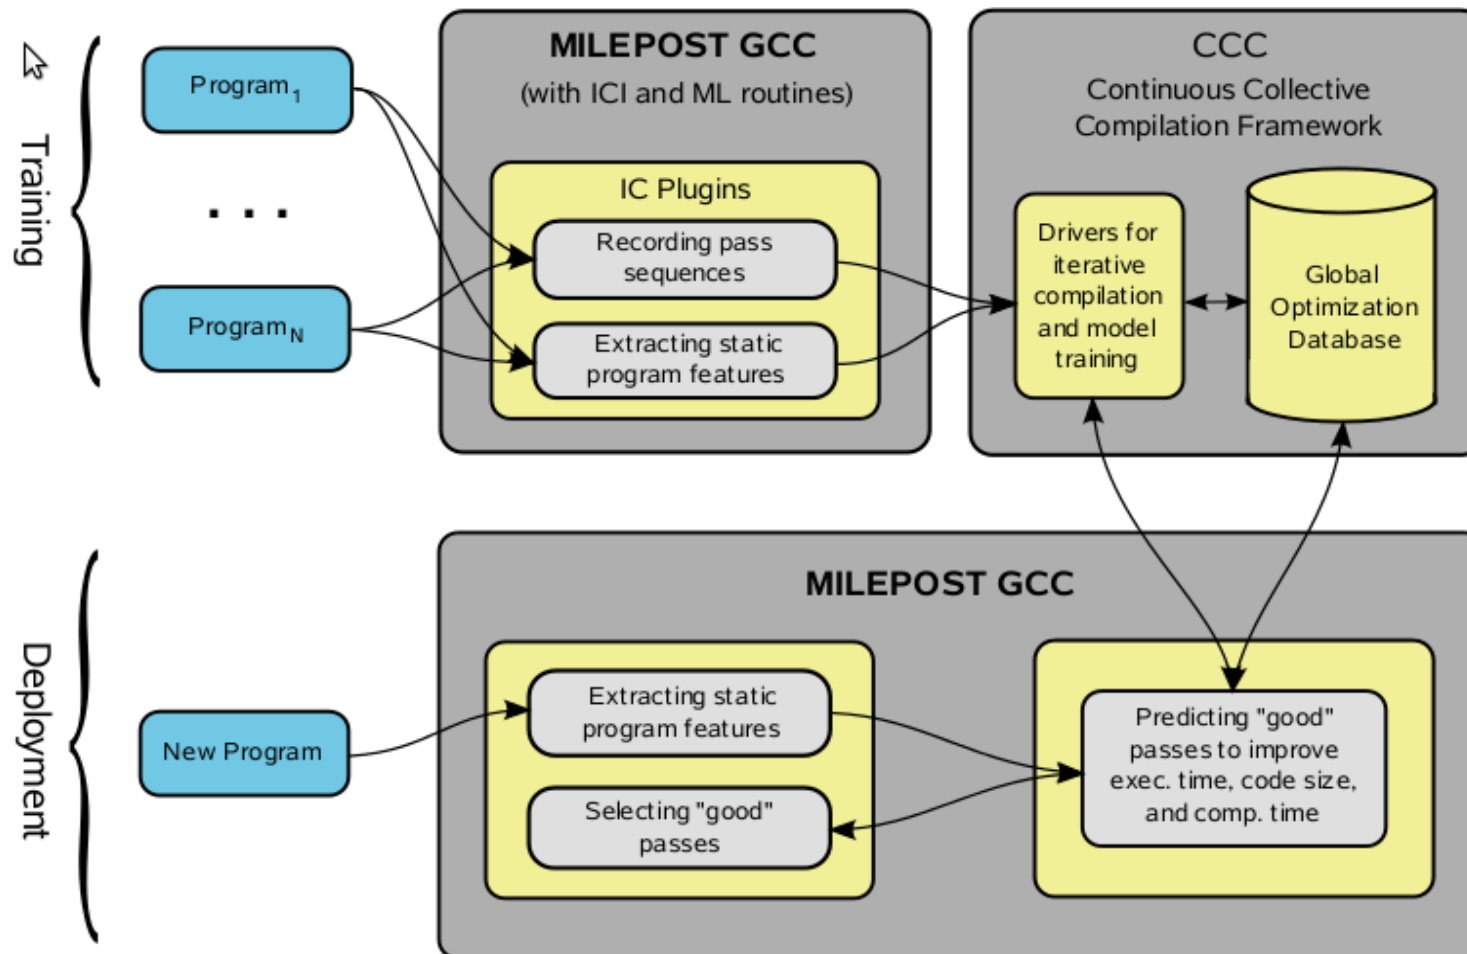 Training
Program1
. . .
ProgramN
MILEPOST GCC
(with ICI and ML routines)
IC Plugins
Recording pass
sequences
Extracting static
program features
CCC
Continuous Collective
Compilation Framework
Drivers for
iterative
compilation
and model
training
Global
Optimization
Database
Deployment
New Program
MILEPOST GCC
Extracting static
program features
Selecting "good"
passes
Predicting "good"
passes to improve
exec. time, code size,
and comp. time